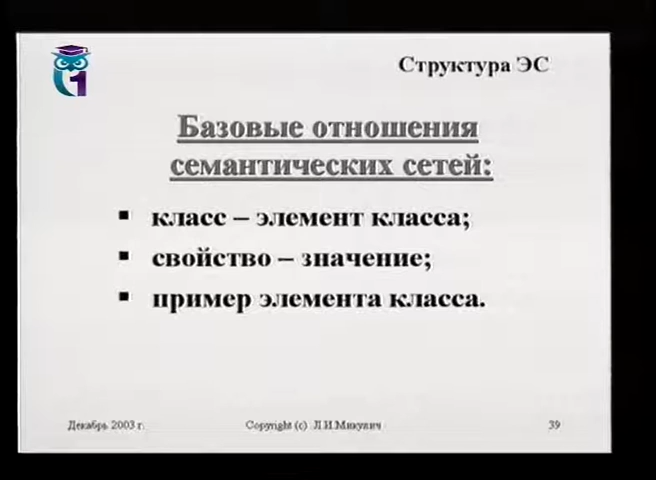 Структура ЭС
Базовые отношения
семантических сетей:
▪ класс – элемент класса;
▪ свойство – значение;
▪ пример элемента класса.
Декабрь 2003 г.
Copyright (c) Л.И.Микулич
39